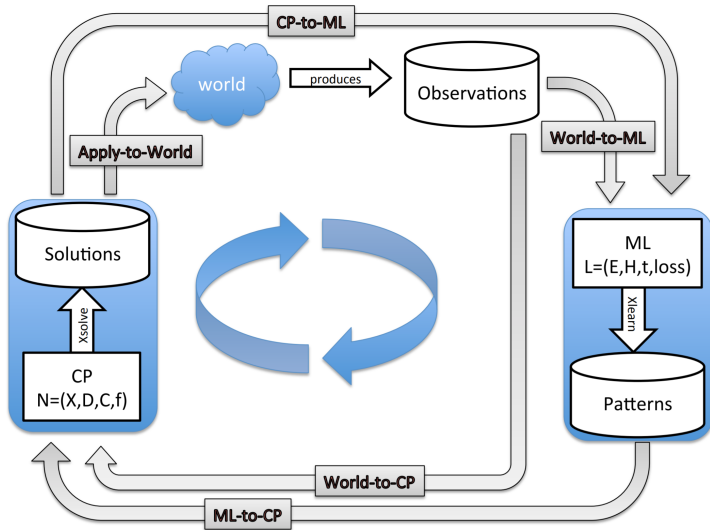 CP-to-ML
world
produces
Observations
Apply-to-World
World-to-ML
Solutions
Xsolve
CP
N=(X,D,C,f)
ML
L=(E,H,t,loss)
Xlearn
Patterns
World-to-CP
ML-to-CP